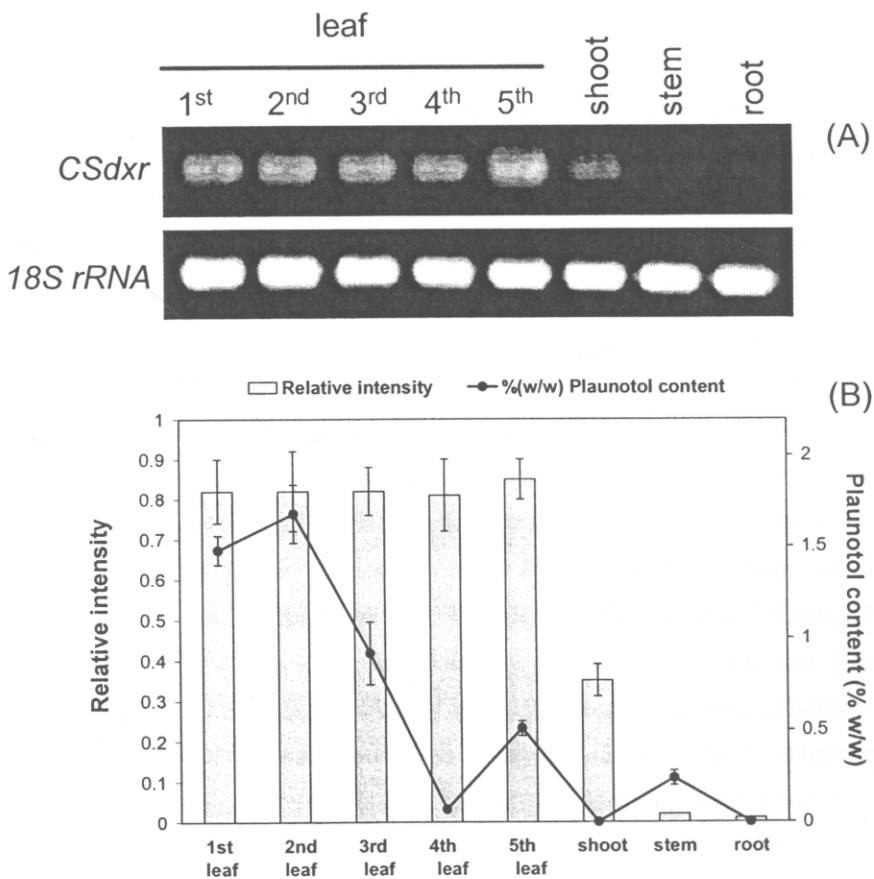 leaf
1st 2nd 3rd 4th 5th shoot stem root
(A)
CSdxr
18S rRNA
(B)
Relative intensity %(w/w) Plaunotol content
Relative intensity
1
0.9
0.8
0.7
0.6
0.5
0.4
0.3
0.2
0.1
0
Plaunotol content (% w/w)
2
1.5
1
0.5
0
1st leaf
2nd leaf
3rd leaf
4th leaf
5th leaf
shoot
stem
root